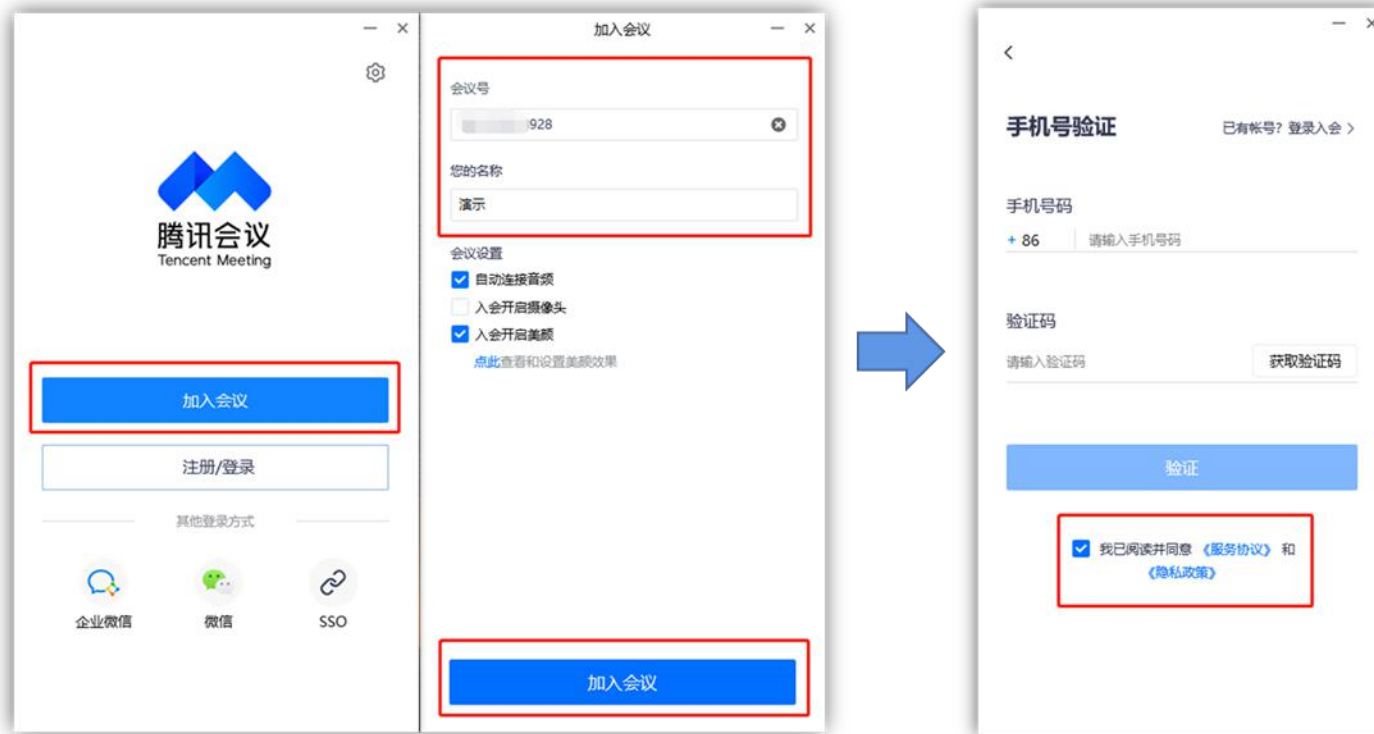 腾讯会议
Tencent Meeting
加入会议
注册/登录
其他登录方式
企业微信
微信
SSO
加入会议
会议号
928
您的名称
演示
会议设置
自动连接音频
入会开启摄像头
入会开启美颜
点此查看和设置美颜效果
加入会议
手机号验证
已有帐号? 登录入会 >
手机号码
+ 86 请输入手机号码
验证码
请输入验证码 获取验证码
验证
我已阅读并同意 《服务协议》 和
《隐私政策》